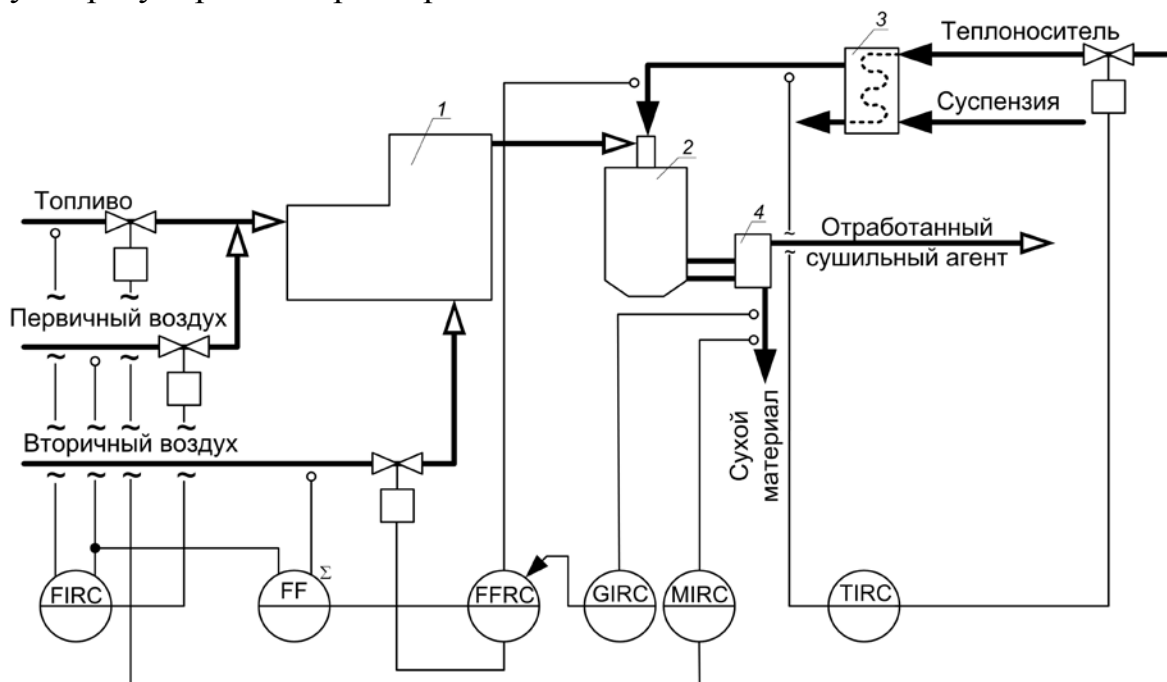 3
Теплоноситель
1
Суспензия
2
Топливо
4
Отработанный
сушильный агент
Первичный воздух
Сухой
материал
Вторичный воздух
Σ
FIRC
FF
FFRC
GIRC
MIRC
TIRC